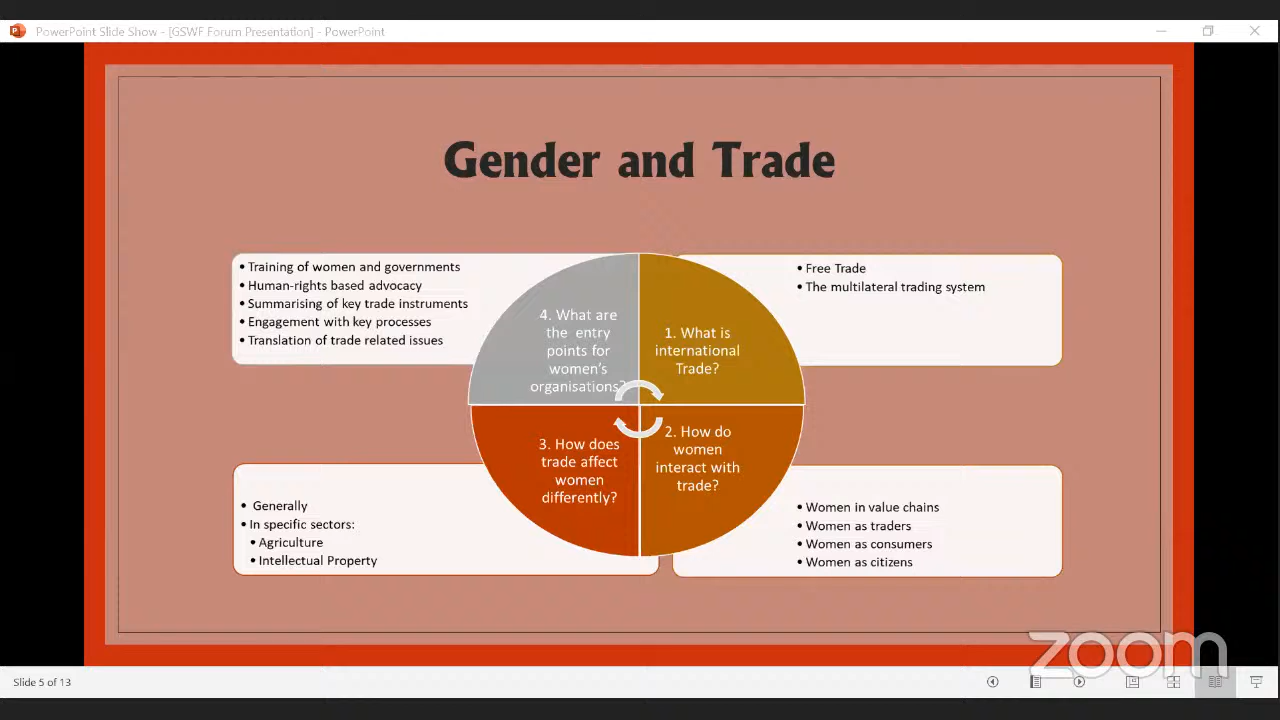 PowerPoint Slide Show - [GSWF Forum Presentation] - PowerPoint
Gender and Trade
• Training of women and governments
• Human-rights based advocacy
• Summarising of key trade instruments
• Engagement with key processes
• Translation of trade related issues
4. What are
the entry
points for
women's
organisations?
1. What is
international
Trade?
• Free Trade
• The multilateral trading system
• Generally
• In specific sectors:
• Agriculture
• Intellectual Property
3. How does
trade affect
women
differently?
2. How do
women
interact with
trade?
• Women in value chains
• Women as traders
• Women as consumers
• Women as citizens
zoom
Slide 5 of 13